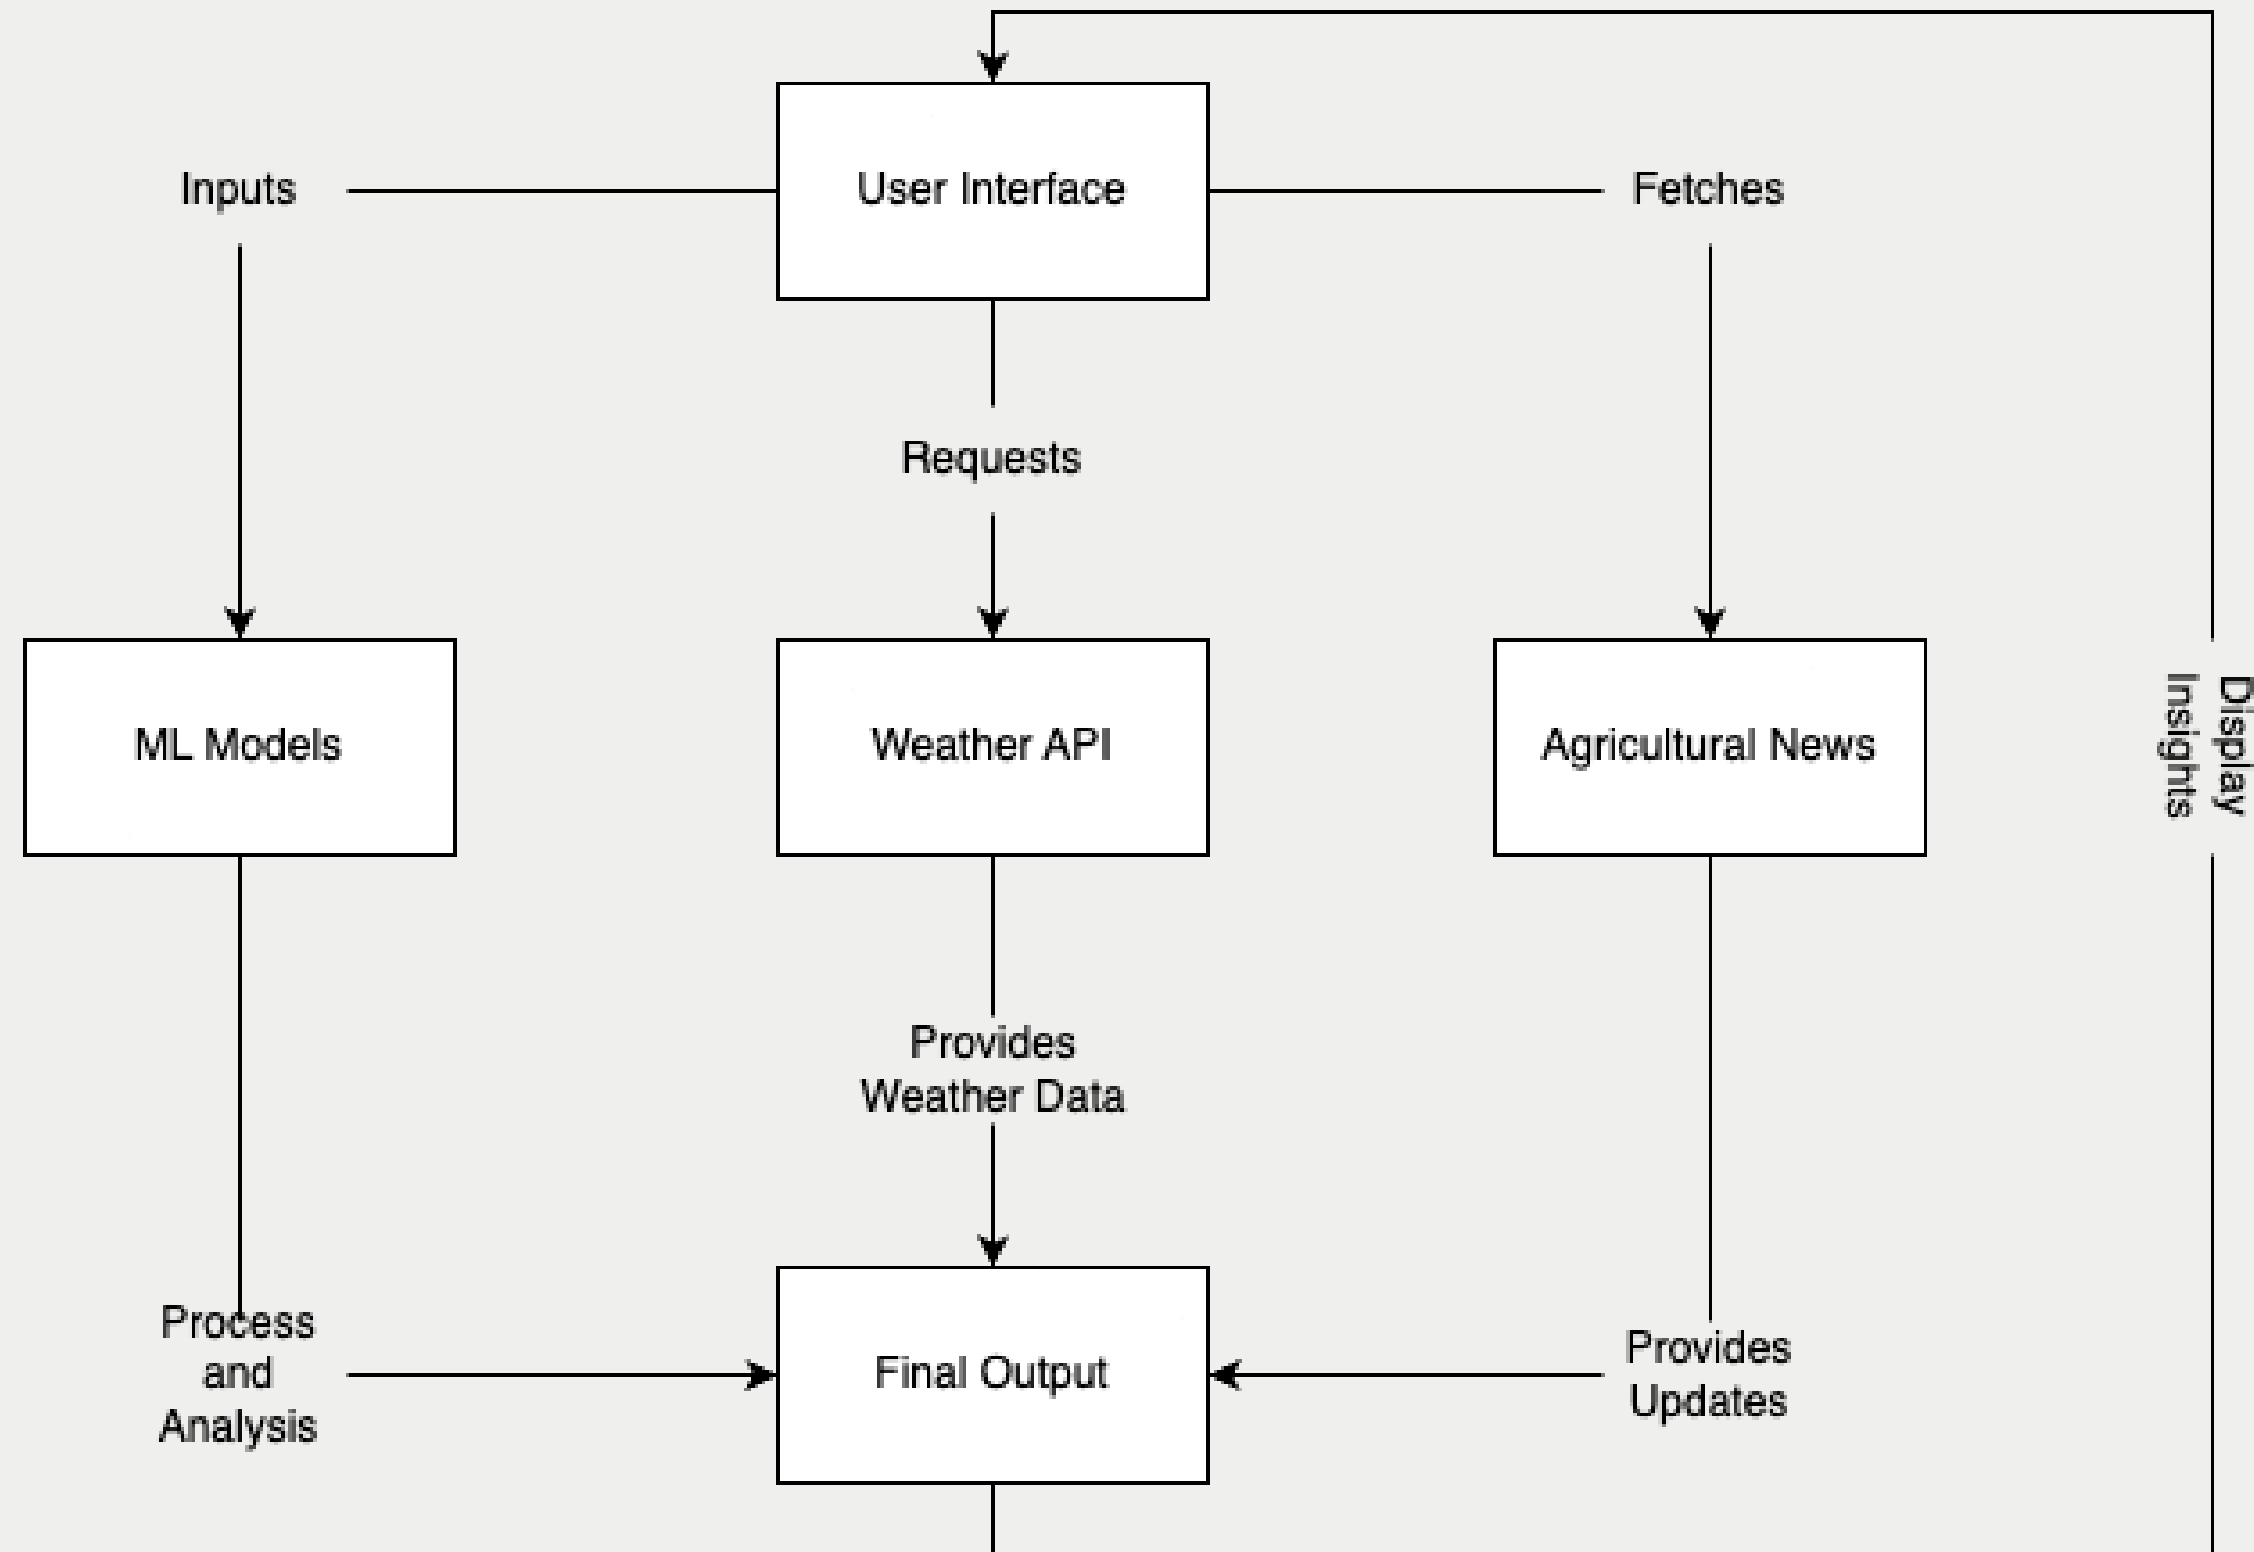 Inputs
User Interface
Fetches
Requests
ML Models
Weather API
Agricultural News
Display
Insights
Provides
Weather Data
Process
and
Analysis
Final Output
Provides
Updates